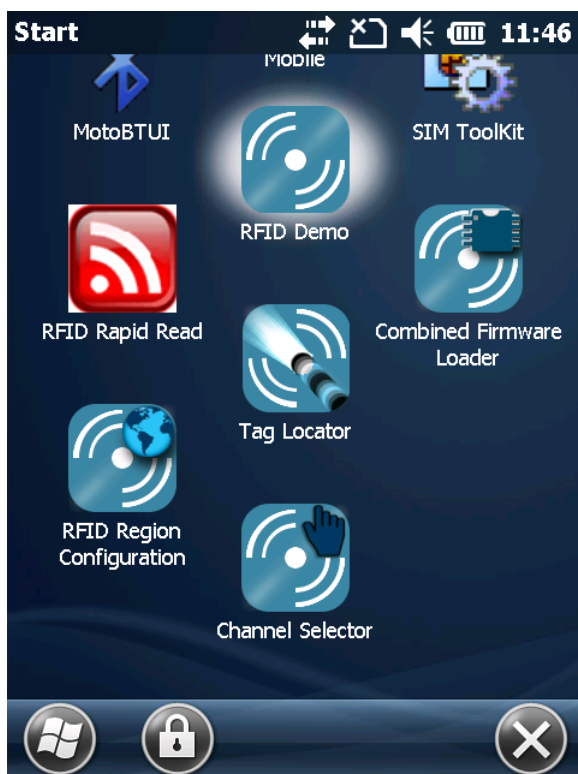 Start
11:46
Mobile
MotoBTUI
SIM ToolKit
RFID Demo
RFID Rapid Read
Combined Firmware
Loader
Tag Locator
RFID Region
Configuration
Channel Selector